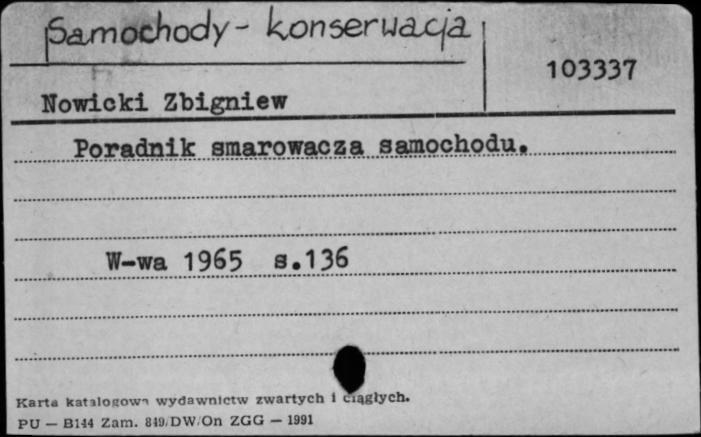 Samochody - konserwacja
103337
Nowicki Zbigniew
Poradnik smarowacza samochodu.
W-wa 1965 s.136
Karta katalogowa wydawnictw zwartych i ciągłych.
PU — B144 Zam. 849/DW/On ZGG — 1991